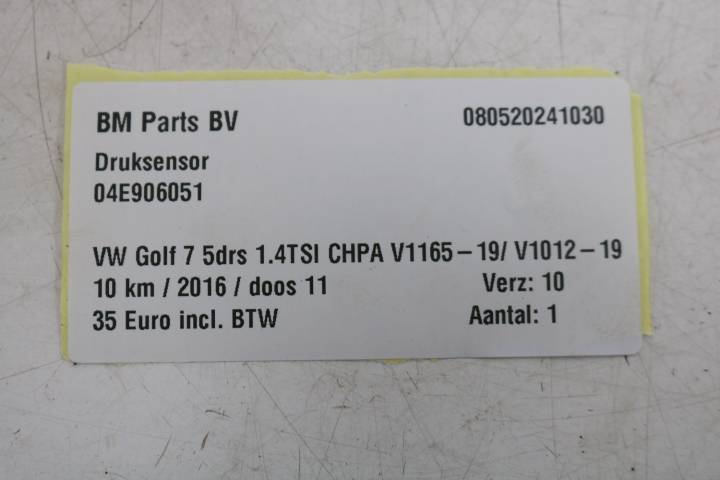 BM Parts BV 080520241030
Druksensor
04E906051
VW Golf 7 5drs 1.4TSI CHPA V1165-19/ V1012-19
10 km / 2016 / doos 11 Verz: 10
35 Euro incl. BTW Aantal: 1